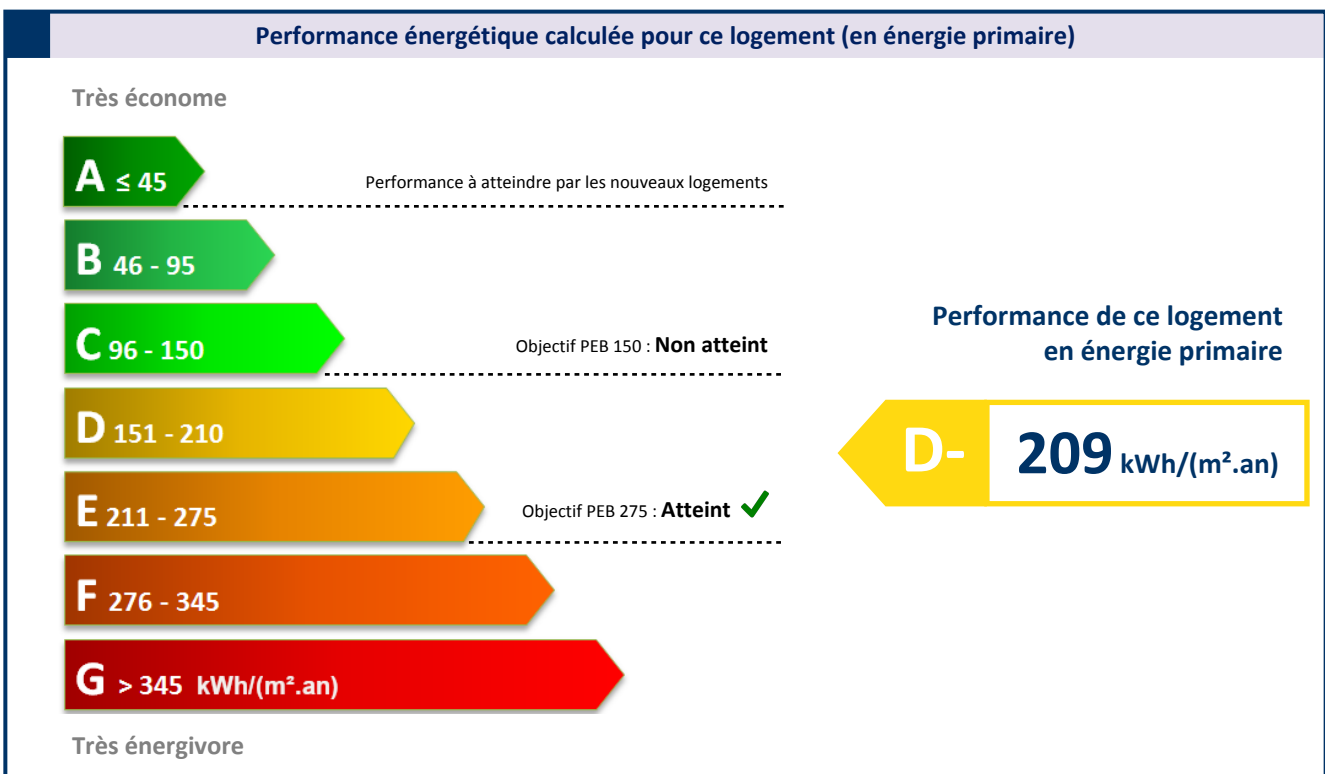 Performance énergétique calculée pour ce logement (en énergie primaire)
Très économe
A ≤ 45
Performance à atteindre par les nouveaux logements
B 46 - 95
C 96 - 150
Objectif PEB 150 : Non atteint
Performance de ce logement
en énergie primaire
D 151 - 210
D- 209 kWh/(m².an)
E 211 - 275
Objectif PEB 275 : Atteint ✓
F 276 - 345
G > 345 kWh/(m².an)
Très énergivore